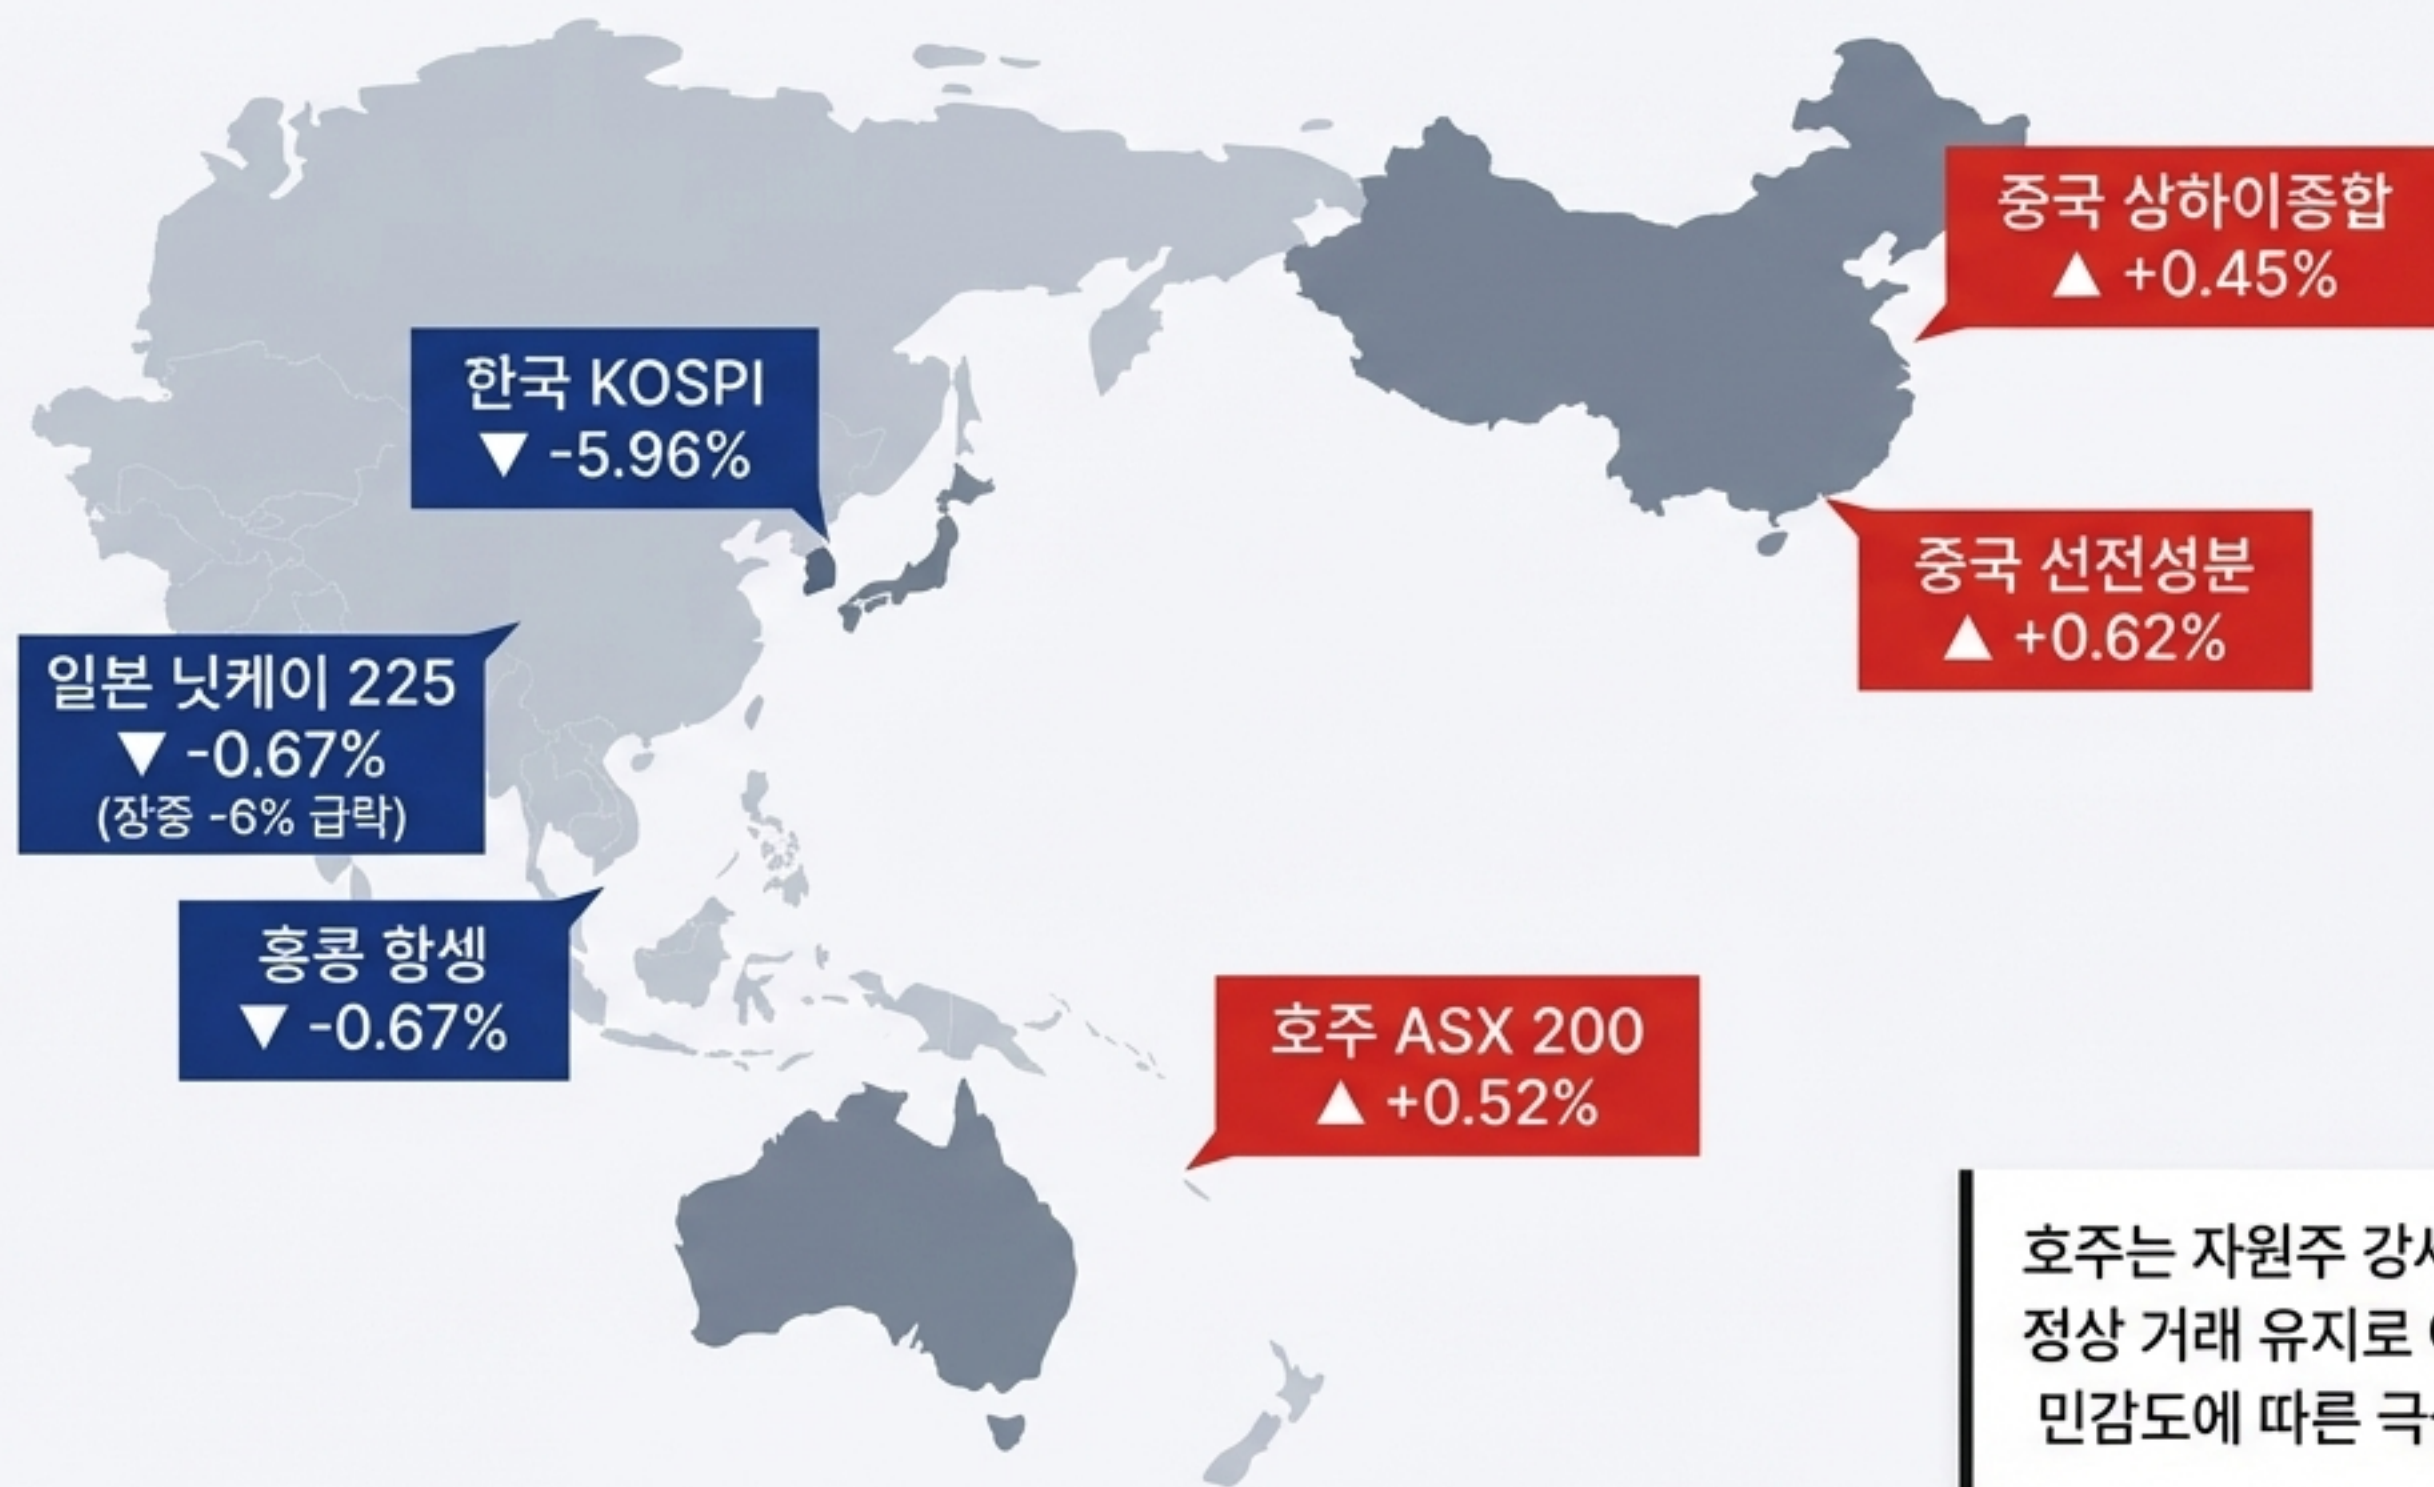 중국 상하이종합
▲ +0.45%
한국 KOSPI
▼ -5.96%
중국 선전성분
▲ +0.62%
일본 닛케이 225
▼ -0.67%
(장중 -6% 급락)
홍콩 항셍
▼ -0.67%
호주 ASX 200
▲ +0.52%
호주는 자원주
정상 거래 유지로
민감도에 따른